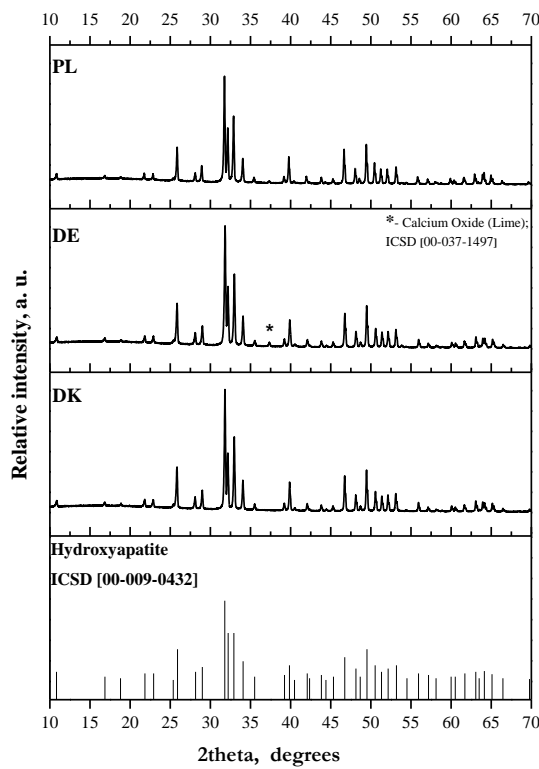 10 15 20 25 30 35 40 45 50 55 60 65 70
PL
DE
*- Calcium Oxide (Lime);
ICSD [00-037-1497]
*
DK
Hydroxyapatite
ICSD [00-009-0432]
10 15 20 25 30 35 40 45 50 55 60 65 70
2theta, degrees
Relative intensity, a. u.